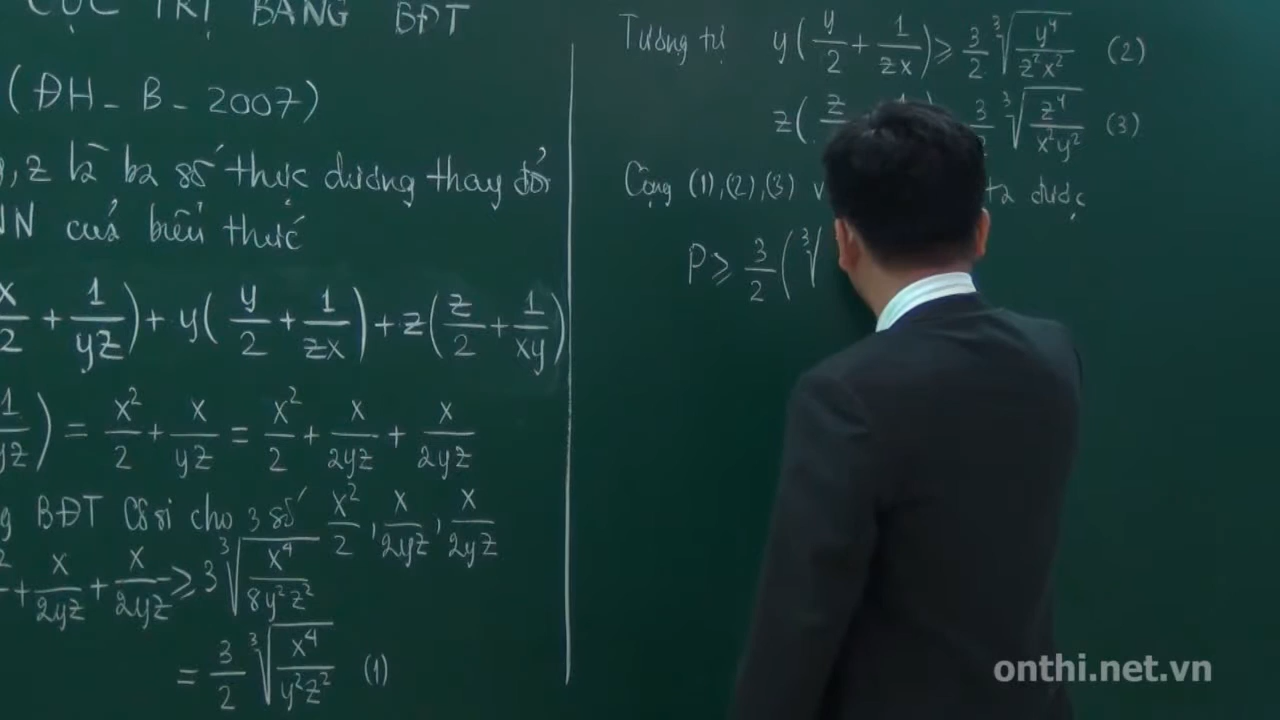 CỰC TRỊ BẰNG BĐT
(ĐH - B - 2007)
, z là ba số thực dương thay đổi
NN của biểu thức
x/2 + 1/yz) + y(y/2 + 1/zx) + z(z/2 + 1/xy)
1/yz) = x²/2 + x/yz = x²/2 + x/2yz + x/2yz
g BĐT Côsi cho 3 số x²/2, x/2yz, x/2yz
+ x/2yz + x/2yz ≥ 3∛(x⁴/8y²z²)
= 3/2 ∛(x⁴/y²z²) (1)
Tương tự y(y/2 + 1/zx) ≥ 3/2 ∛(y⁴/z²x²) (2)
z(z/ 3/2 ∛(z⁴/x²y²) (3)
Cộng (1), (2), (3) v ta được
P ≥ 3/2(∛
onthi.net.vn